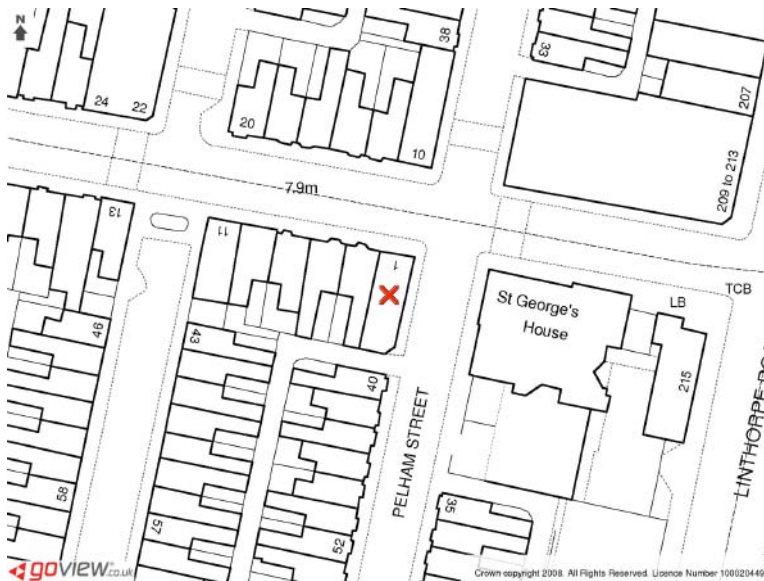 N
38
33
207
24
22
20
10
209 to 213
7.9m
13
11
1
St George's
House
TCB
LB
46
43
40
215
PELHAM STREET
LINTHORPE
58
57
52
35
goview.co.uk
Crown copyright 2008. All Rights Reserved. Licence Number 100020449